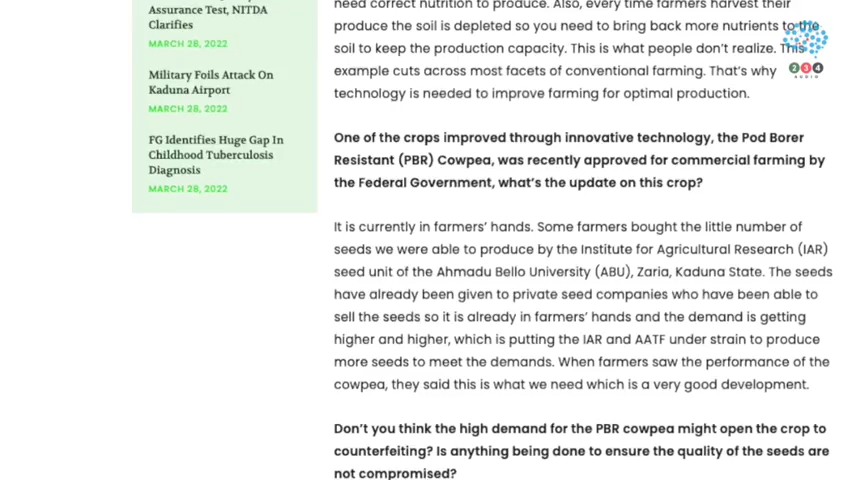 Assurance Test, NITDA
Clarifies
MARCH 28, 2022
Military Foils Attack On
Kaduna Airport
MARCH 28, 2022
FG Identifies Huge Gap In
Childhood Tuberculosis
Diagnosis
MARCH 28, 2022
need correct nutrition to produce. Also, every time farmers harvest their
produce the soil is depleted so you need to bring back more nutrients to the
soil to keep the production capacity. This is what people don’t realize. This
example cuts across most facets of conventional farming. That’s why
technology is needed to improve farming for optimal production.
One of the crops improved through innovative technology, the Pod Borer
Resistant (PBR) Cowpea, was recently approved for commercial farming by
the Federal Government, what’s the update on this crop?
It is currently in farmers’ hands. Some farmers bought the little number of
seeds we were able to produce by the Institute for Agricultural Research (IAR)
seed unit of the Ahmadu Bello University (ABU), Zaria, Kaduna State. The seeds
have already been given to private seed companies who have been able to
sell the seeds so it is already in farmers’ hands and the demand is getting
higher and higher, which is putting the IAR and AATF under strain to produce
more seeds to meet the demands. When farmers saw the performance of the
cowpea, they said this is what we need which is a very good development.
Don’t you think the high demand for the PBR cowpea might open the crop to
counterfeiting? Is anything being done to ensure the quality of the seeds are
not compromised?
234
AUDIO